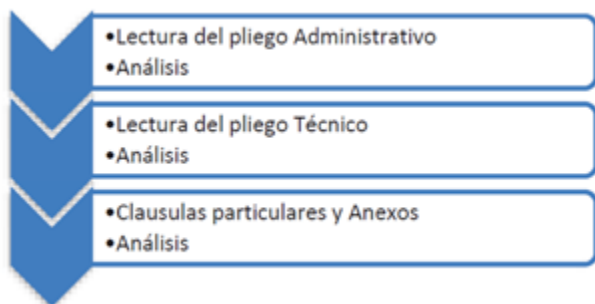 •Lectura del pliego Administrativo
•Análisis
•Lectura del pliego Técnico
•Análisis
•Clausulas particulares y Anexos
•Análisis